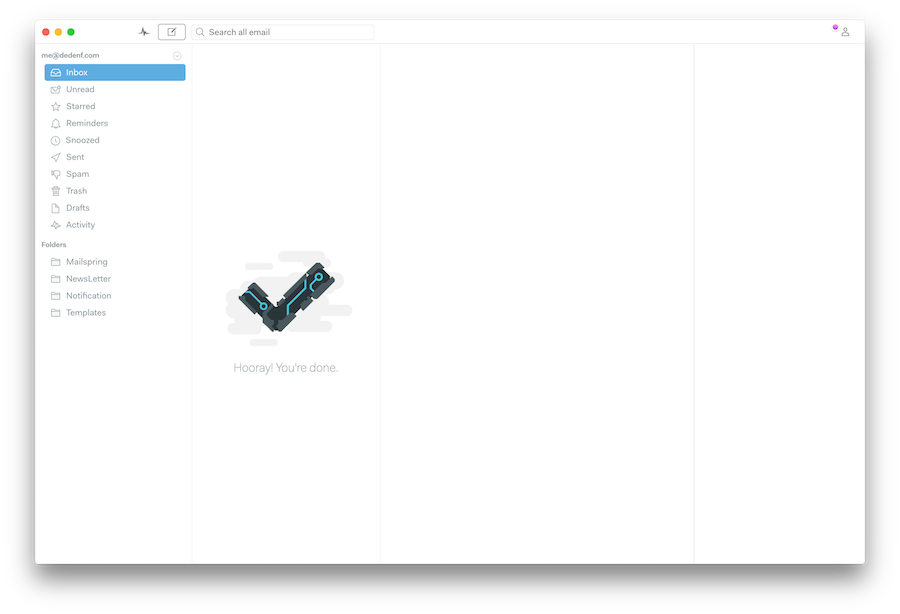 Search all email
me@dedenf.com
Inbox
Unread
Starred
Reminders
Snoozed
Sent
Spam
Trash
Drafts
Activity
Folders
Mailspring
NewsLetter
Notification
Templates
Hooray! You're done.